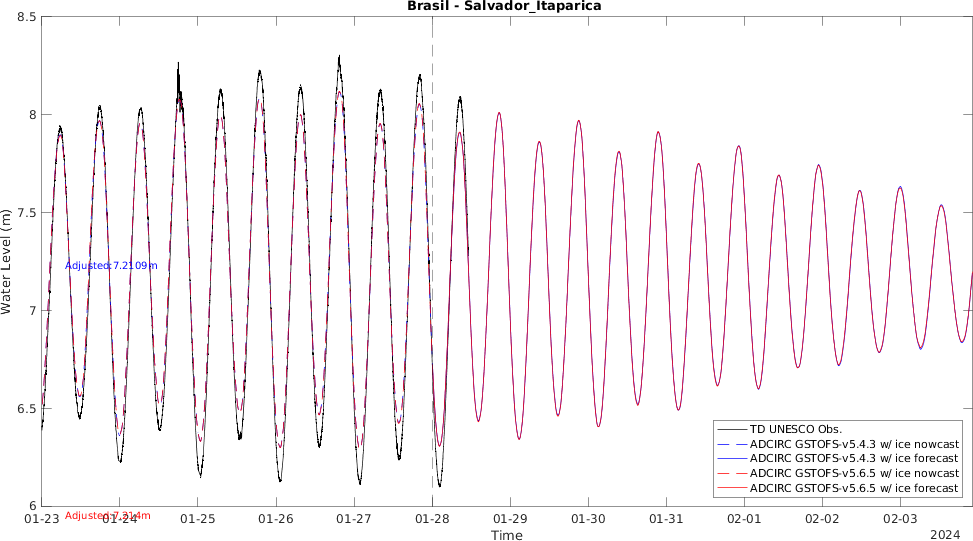 Brasil - Salvador_Itaparica
8.5
8
7.5
7
6.5
6
Water Level (m)
Adjusted:7.2109m
Adjusted:7.214m
TD UNESCO Obs.
ADCIRC GSTOFS-v5.4.3 w/ ice nowcast
ADCIRC GSTOFS-v5.4.3 w/ ice forecast
ADCIRC GSTOFS-v5.6.5 w/ ice nowcast
ADCIRC GSTOFS-v5.6.5 w/ ice forecast
01-23 01-24 01-25 01-26 01-27 01-28 01-29 01-30 01-31 02-01 02-02 02-03
Time
2024